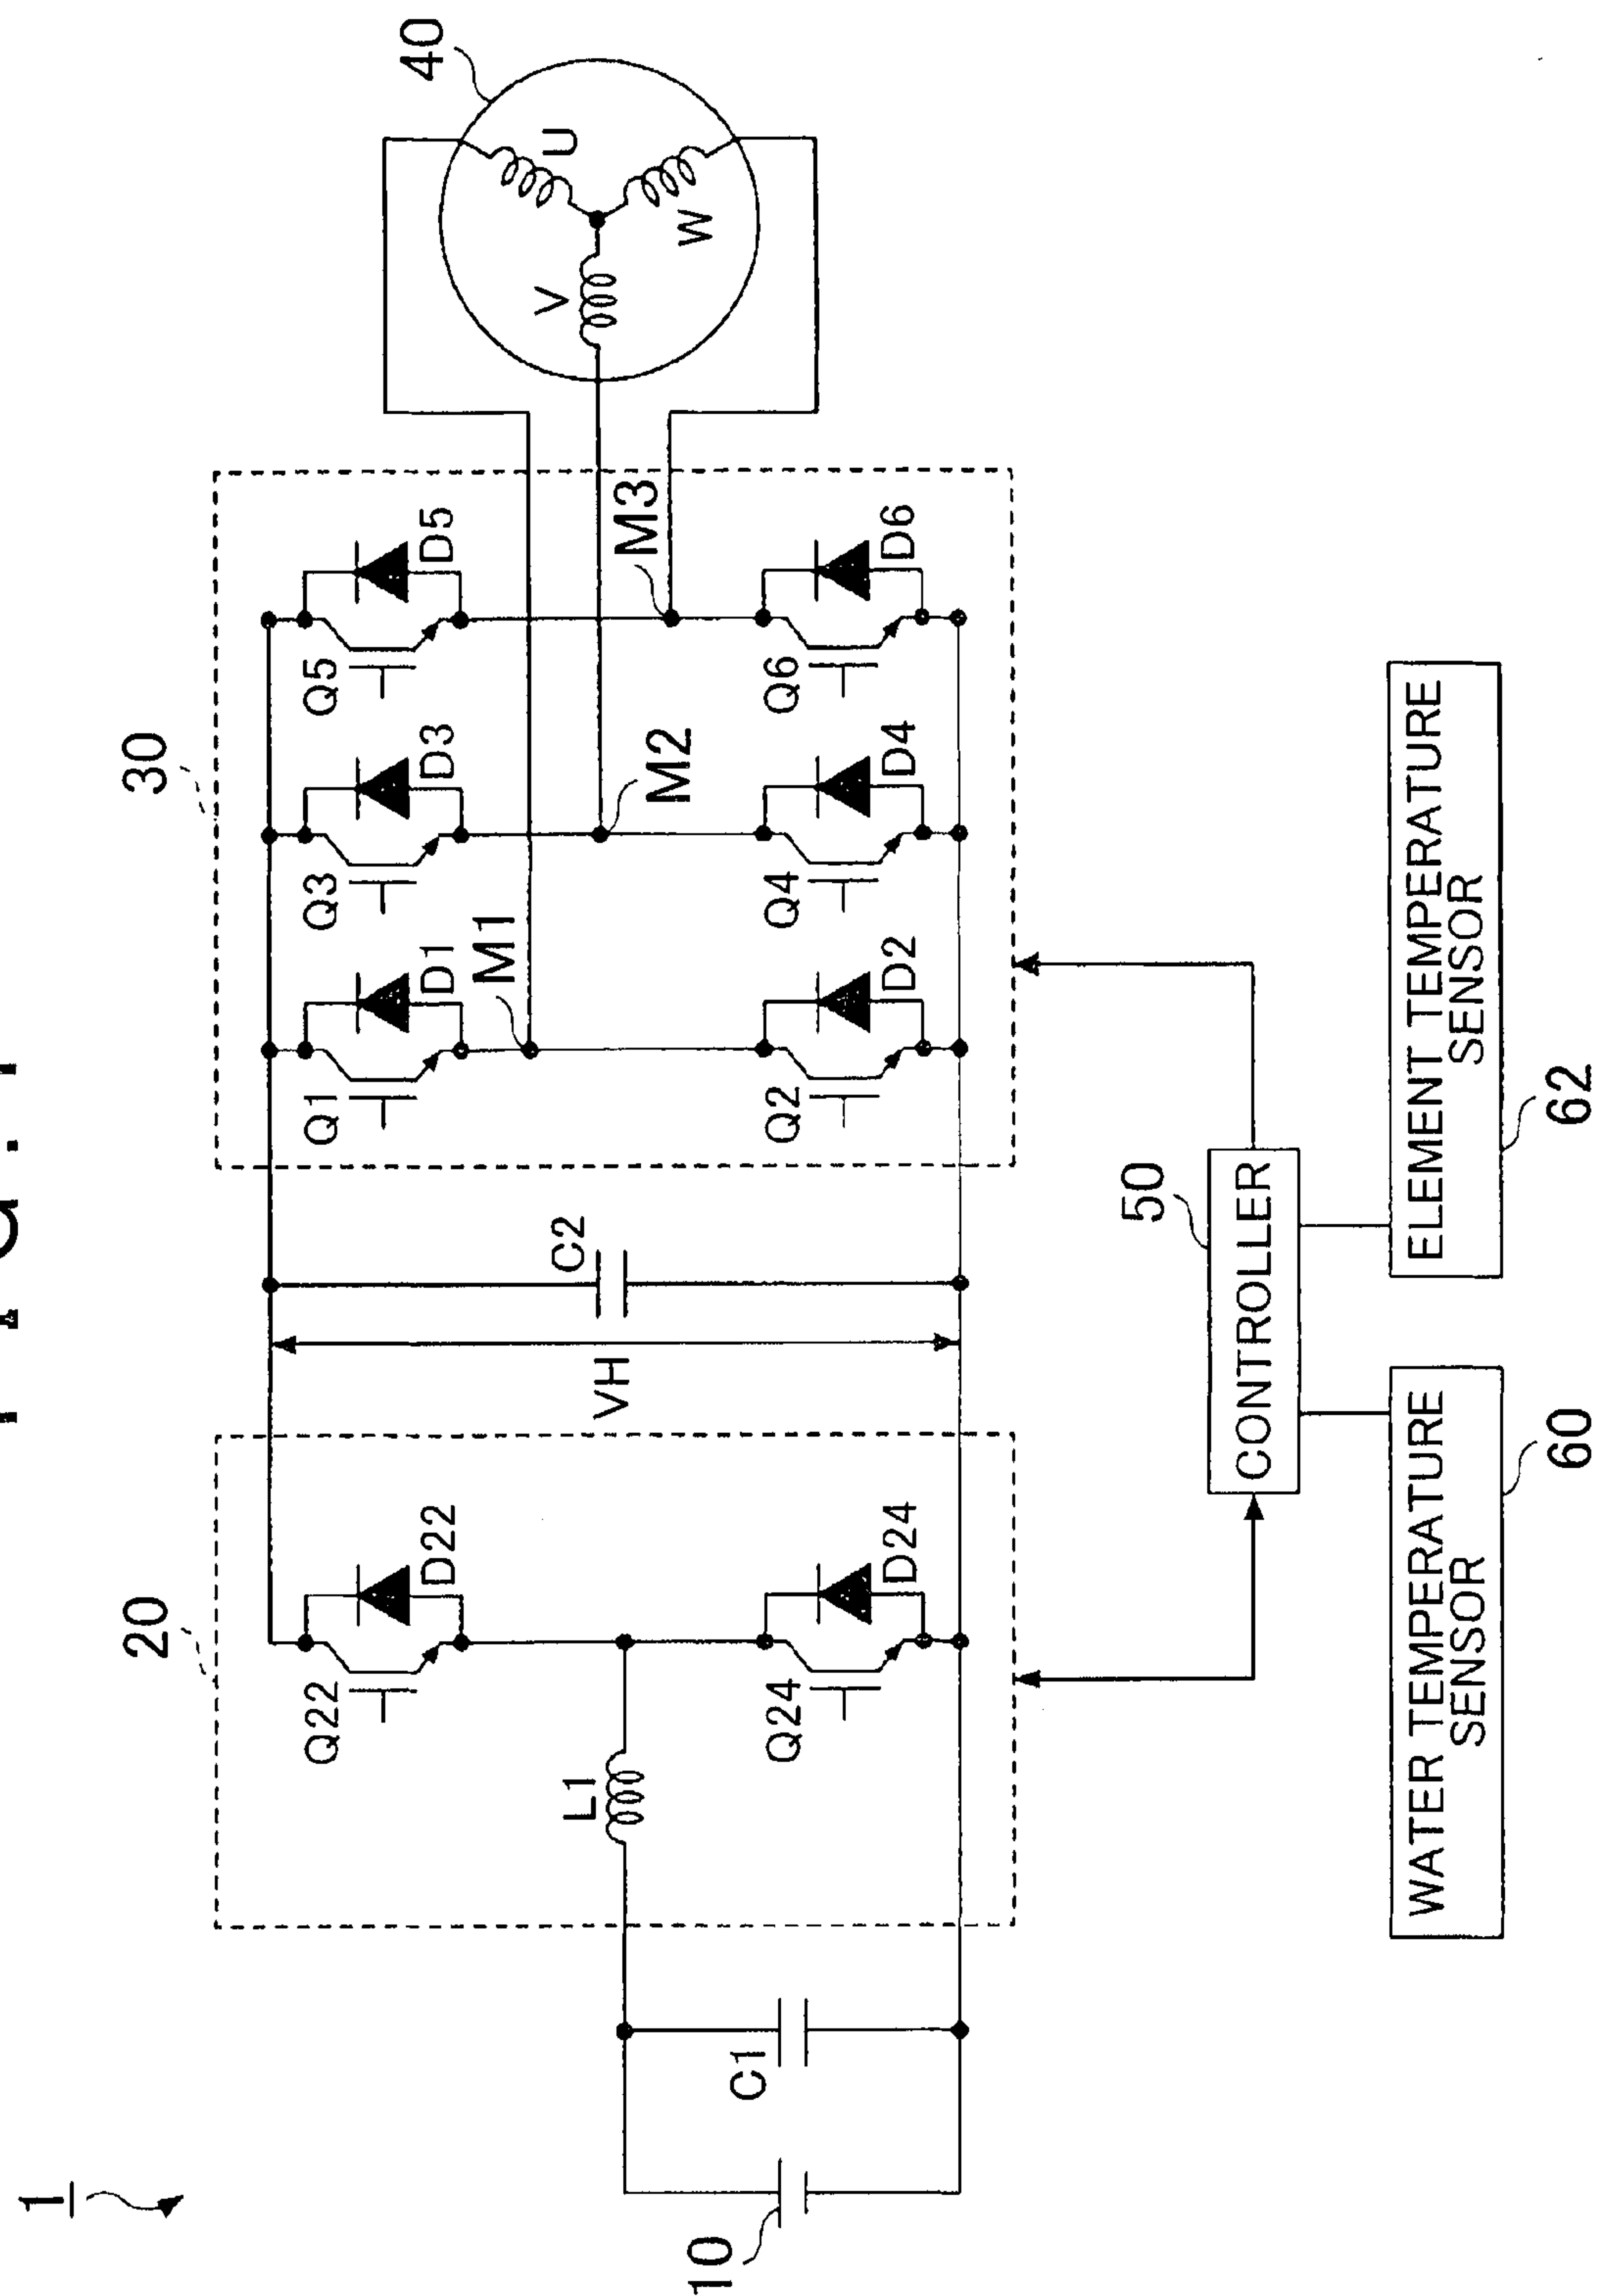 1
10
C1
20
L1
Q22
D22
Q24
D24
VH
C2
30
Q1
D1
M1
Q3
D3
M2
Q5
D5
M3
Q2
D2
Q4
D4
Q6
D6
40
U
V
W
50
CONTROLLER
WATER TEMPERATURE
SENSOR
60
ELEMENT TEMPERATURE
SENSOR
62